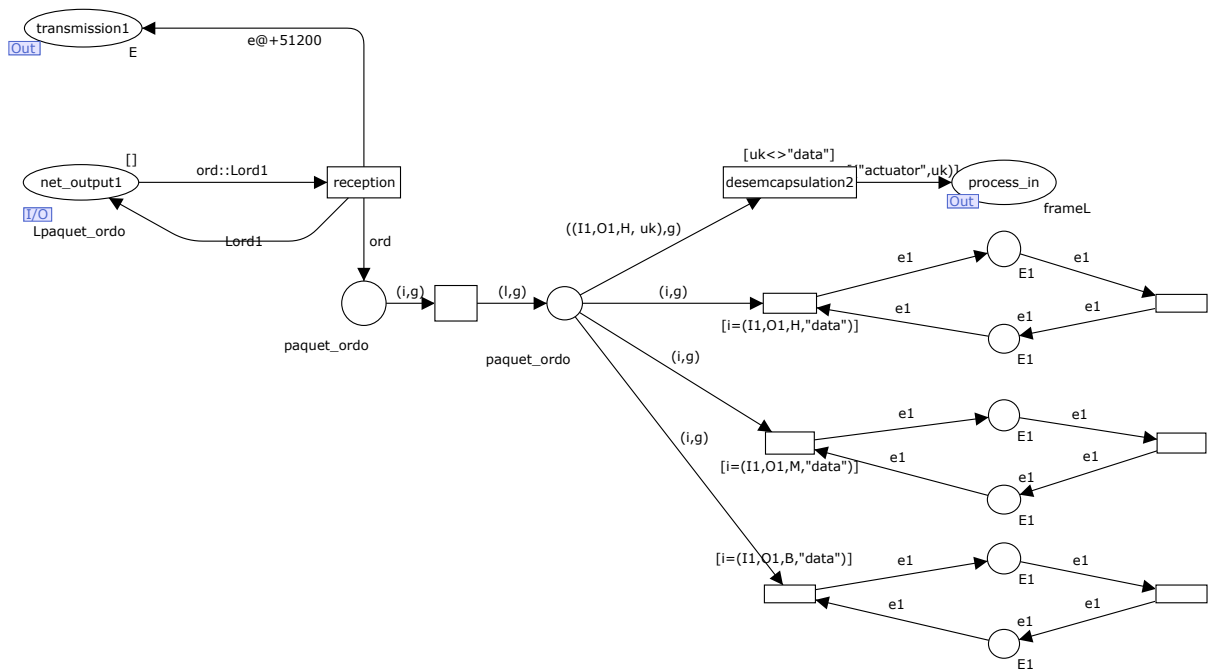 transmission1
Out
E
e@+51200
[]
net_output1
I/O
Lpaquet_ordo
ord::Lord1
reception
Lord1
ord
paquet_ordo
(i,g)
(l,g)
paquet_ordo
[uk<>"data"]
desemcapsulation2
[("actuator",uk)]
process_in
Out
frameL
((I1,O1,H, uk),g)
(i,g)
[i=(I1,O1,H,"data")]
e1
E1
e1
e1
e1
E1
(i,g)
[i=(I1,O1,M,"data")]
e1
E1
e1
e1
e1
E1
(i,g)
[i=(I1,O1,B,"data")]
e1
E1
e1
e1
e1
E1